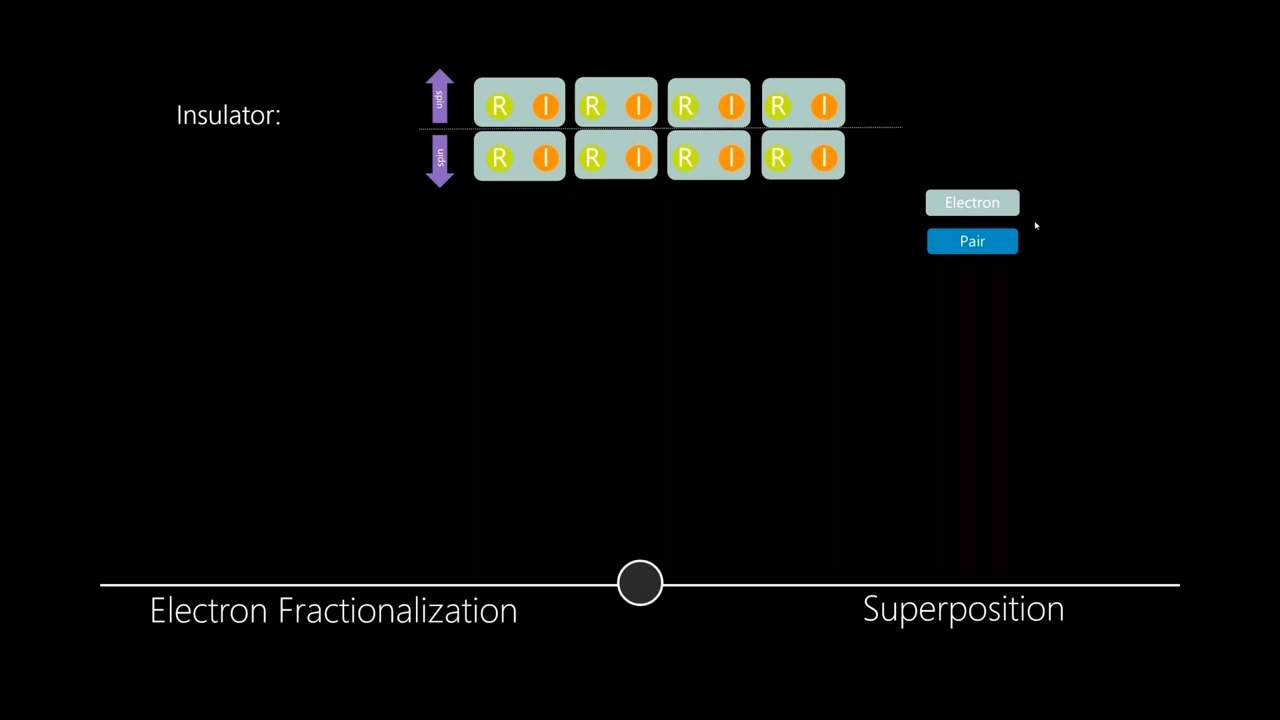 Insulator:
spin
R I R I R I R I
spin
R I R I R I R I
Electron
Pair
Electron Fractionalization
Superposition